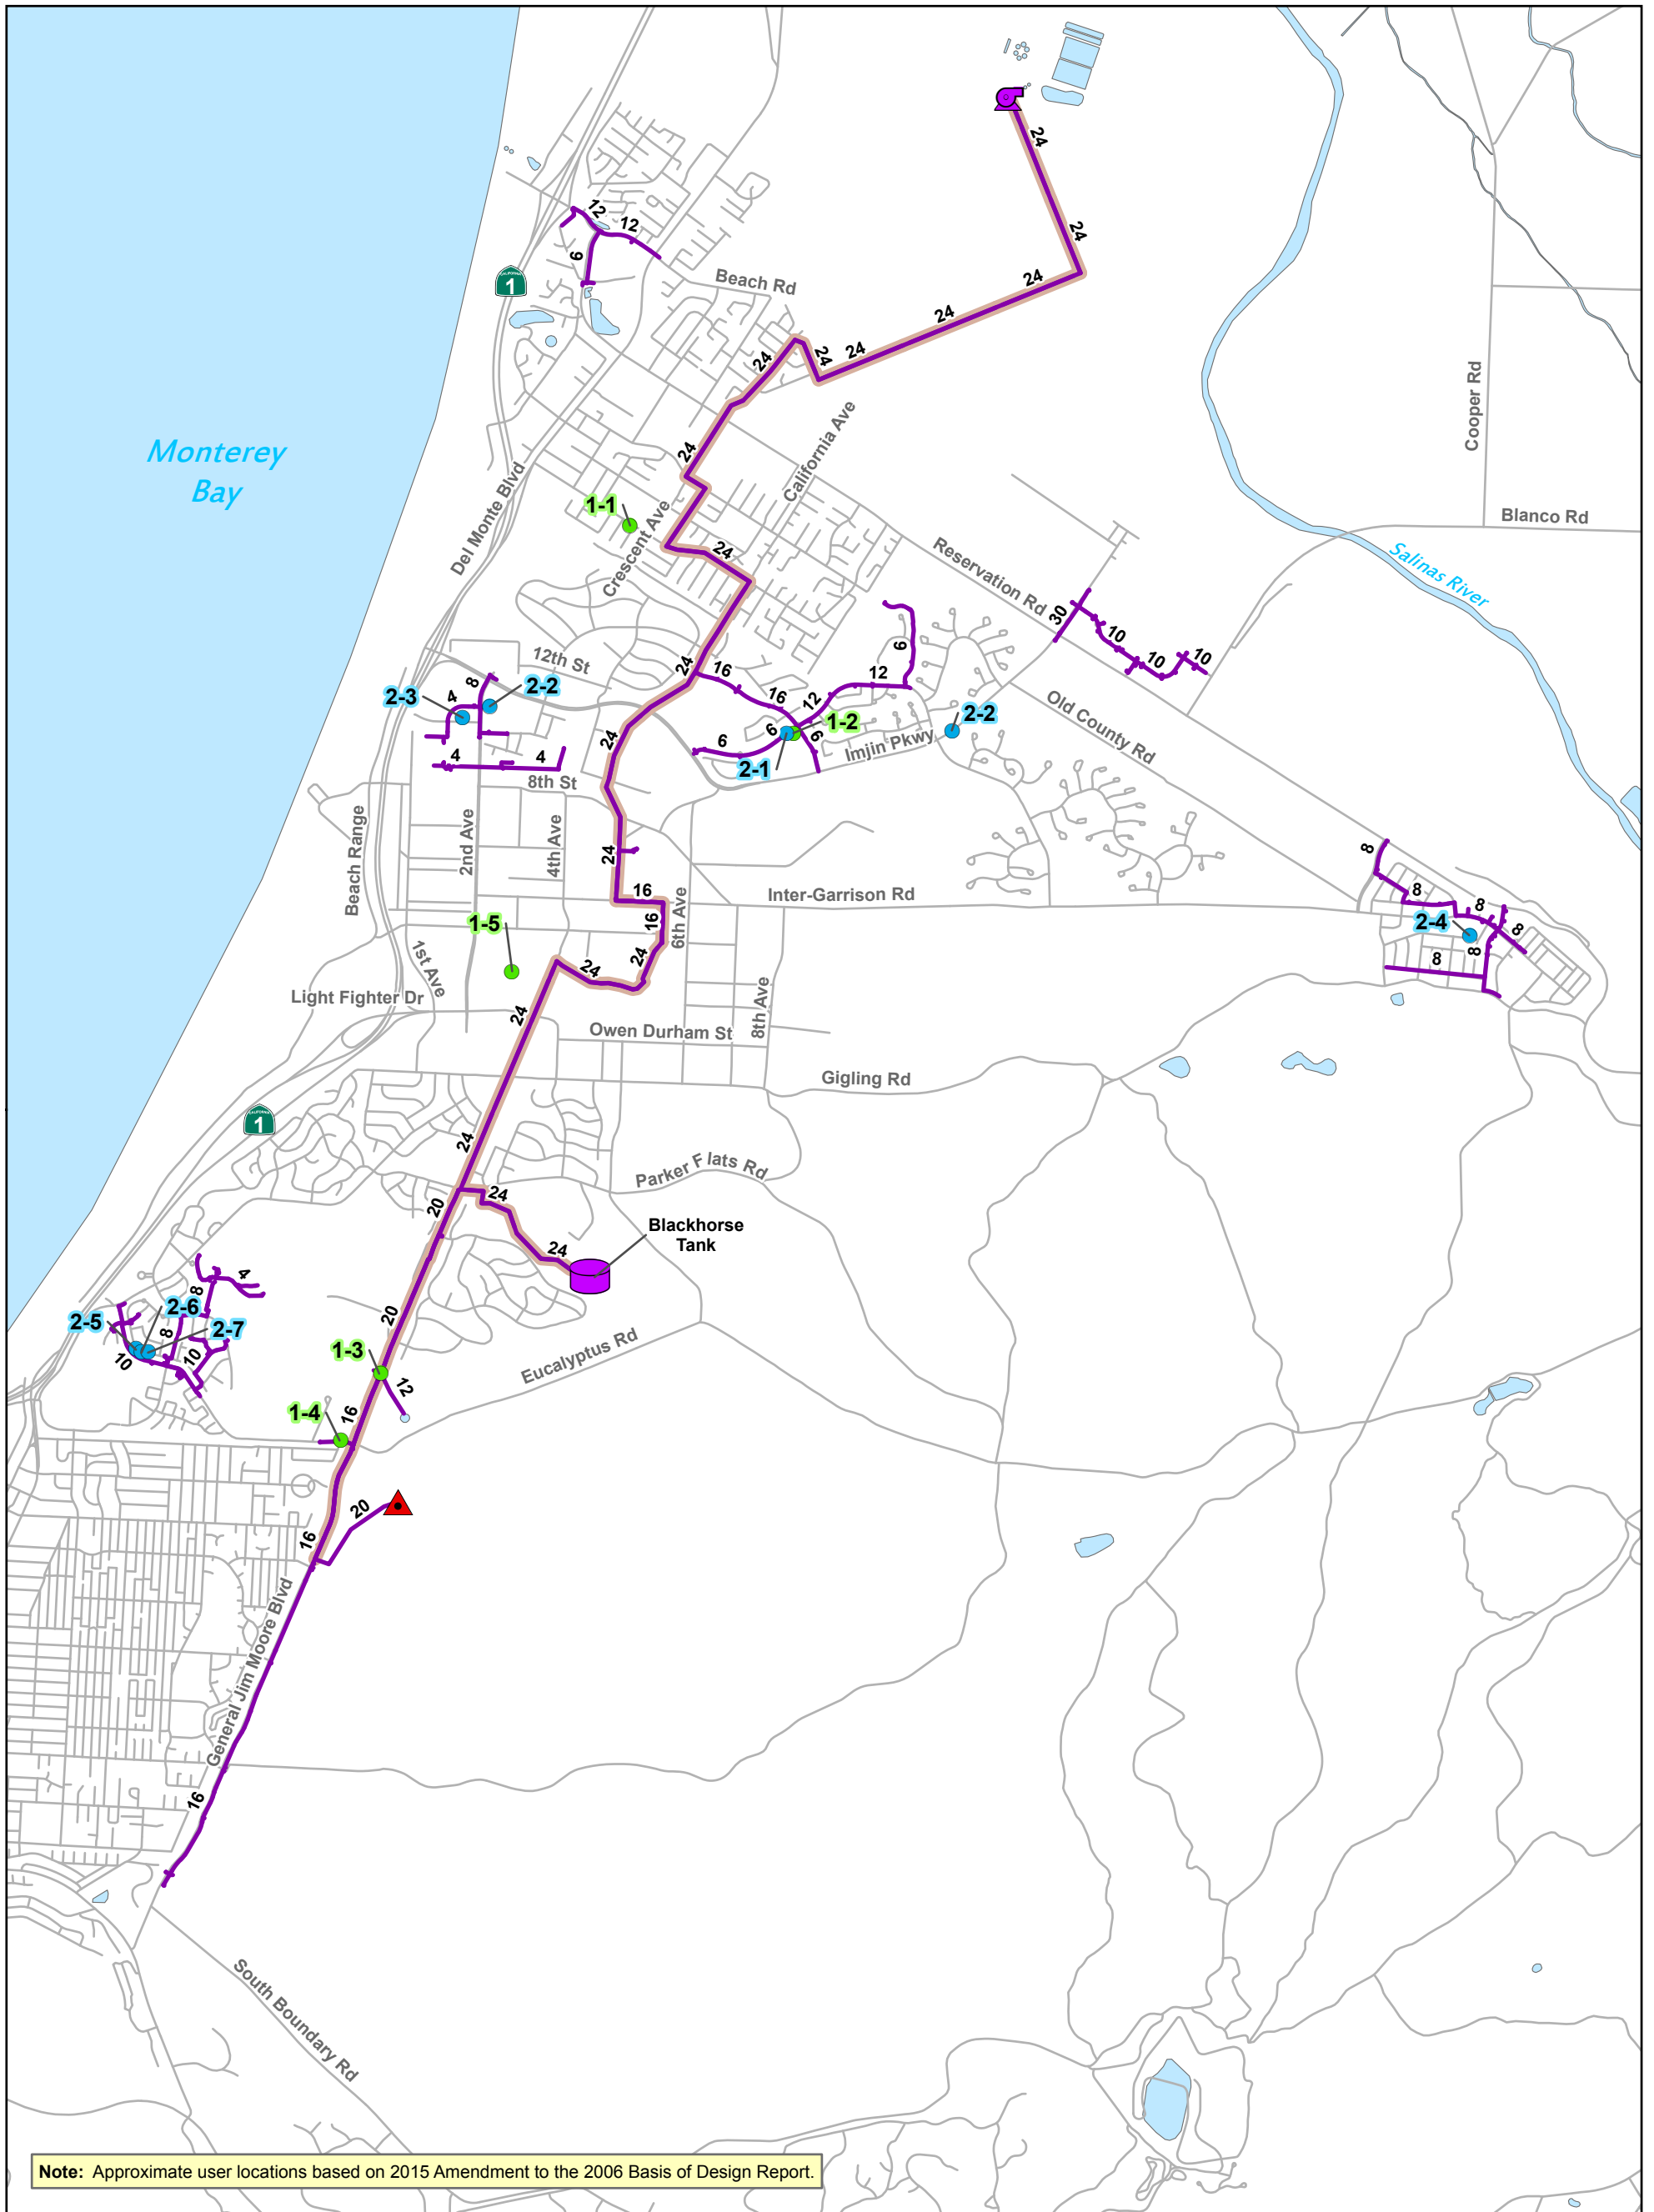 24
12
12
6
24
CALIFORNIA
1
Beach Rd
24
24
24
24
24
Monterey
Bay
24
California Ave
Cooper Rd
Del Monte Blvd
1-1
Crescent Ave
Blanco Rd
24
Reservation Rd
Salinas River
30
10
10
10
12th St
24
16
16
12
12
6
2-3
4
8
2-2
1-2
2-2
Old County Rd
4
4
24
6
6
6
2-1
Imjin Pkwy
8th St
Beach Range
2nd Ave
4th Ave
24
6th Ave
16
16
Inter-Garrison Rd
8
8
8
2-4
8
8
8
1-5
1st Ave
24
24
8th Ave
Light Fighter Dr
24
Owen Durham St
Gigling Rd
CALIFORNIA
1
24
20
24
Parker Flats Rd
Blackhorse
Tank
24
4
8
2-5
2-6
2-7
8
10
10
20
1-3
Eucalyptus Rd
12
1-4
16
20
16
General Jim Moore Blvd
16
South Boundary Rd
Note: Approximate user locations based on 2015 Amendment to the 2006 Basis of Design Report.